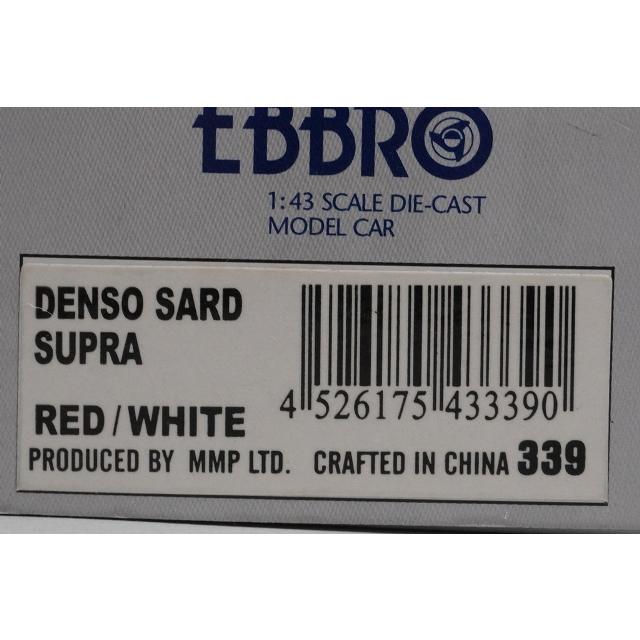 EBBRO
1:43 SCALE DIE-CAST
MODEL CAR
DENSO SARD
SUPRA
RED/WHITE
4 526175 433390
PRODUCED BY MMP LTD. CRAFTED IN CHINA 339